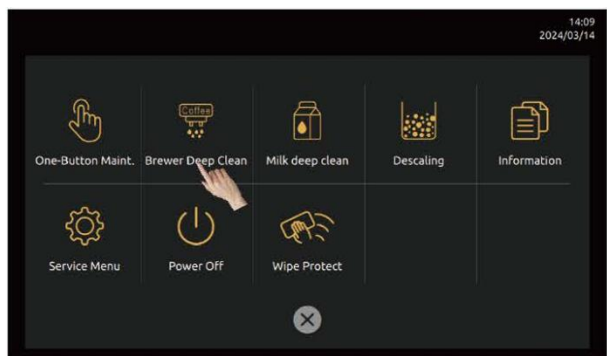 14:09
2024/03/14
Coffee
One-Button Maint. Brewer Deep Clean Milk deep clean Descaling Information
Service Menu Power Off Wipe Protect